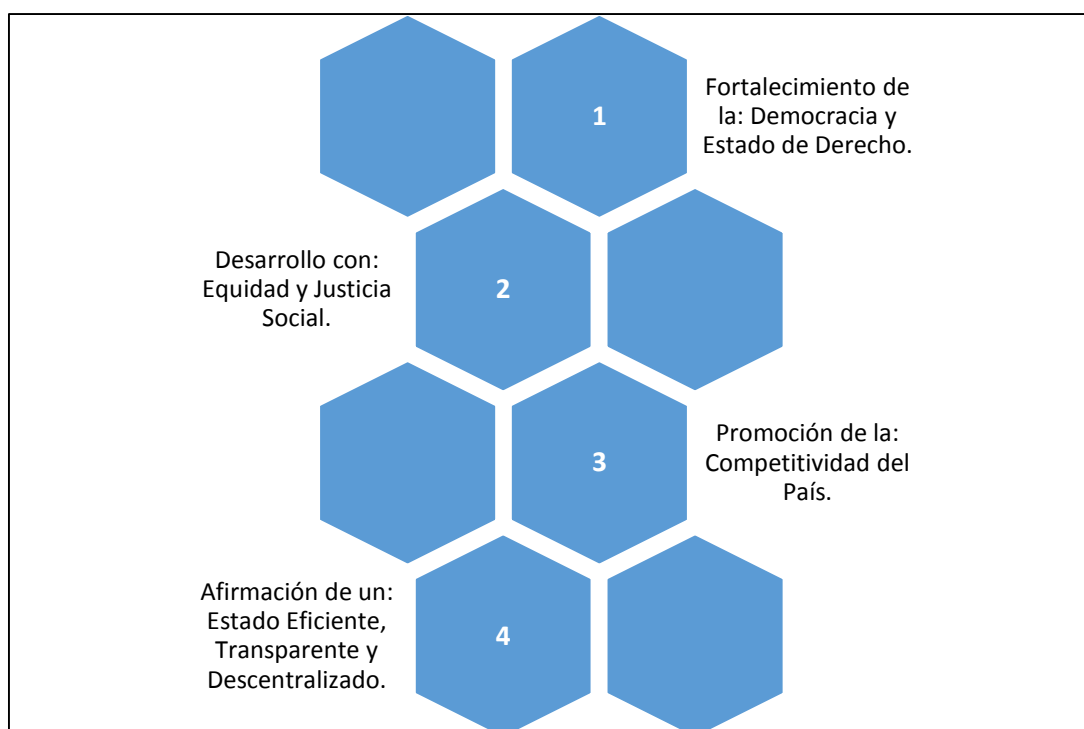 1
Fortalecimiento de
la: Democracia y
Estado de Derecho.
Desarrollo con:
Equidad y Justicia
Social.
2
3
Promoción de la:
Competitividad del
País.
Afirmación de un:
Estado Eficiente,
Transparente y
Descentralizado.
4